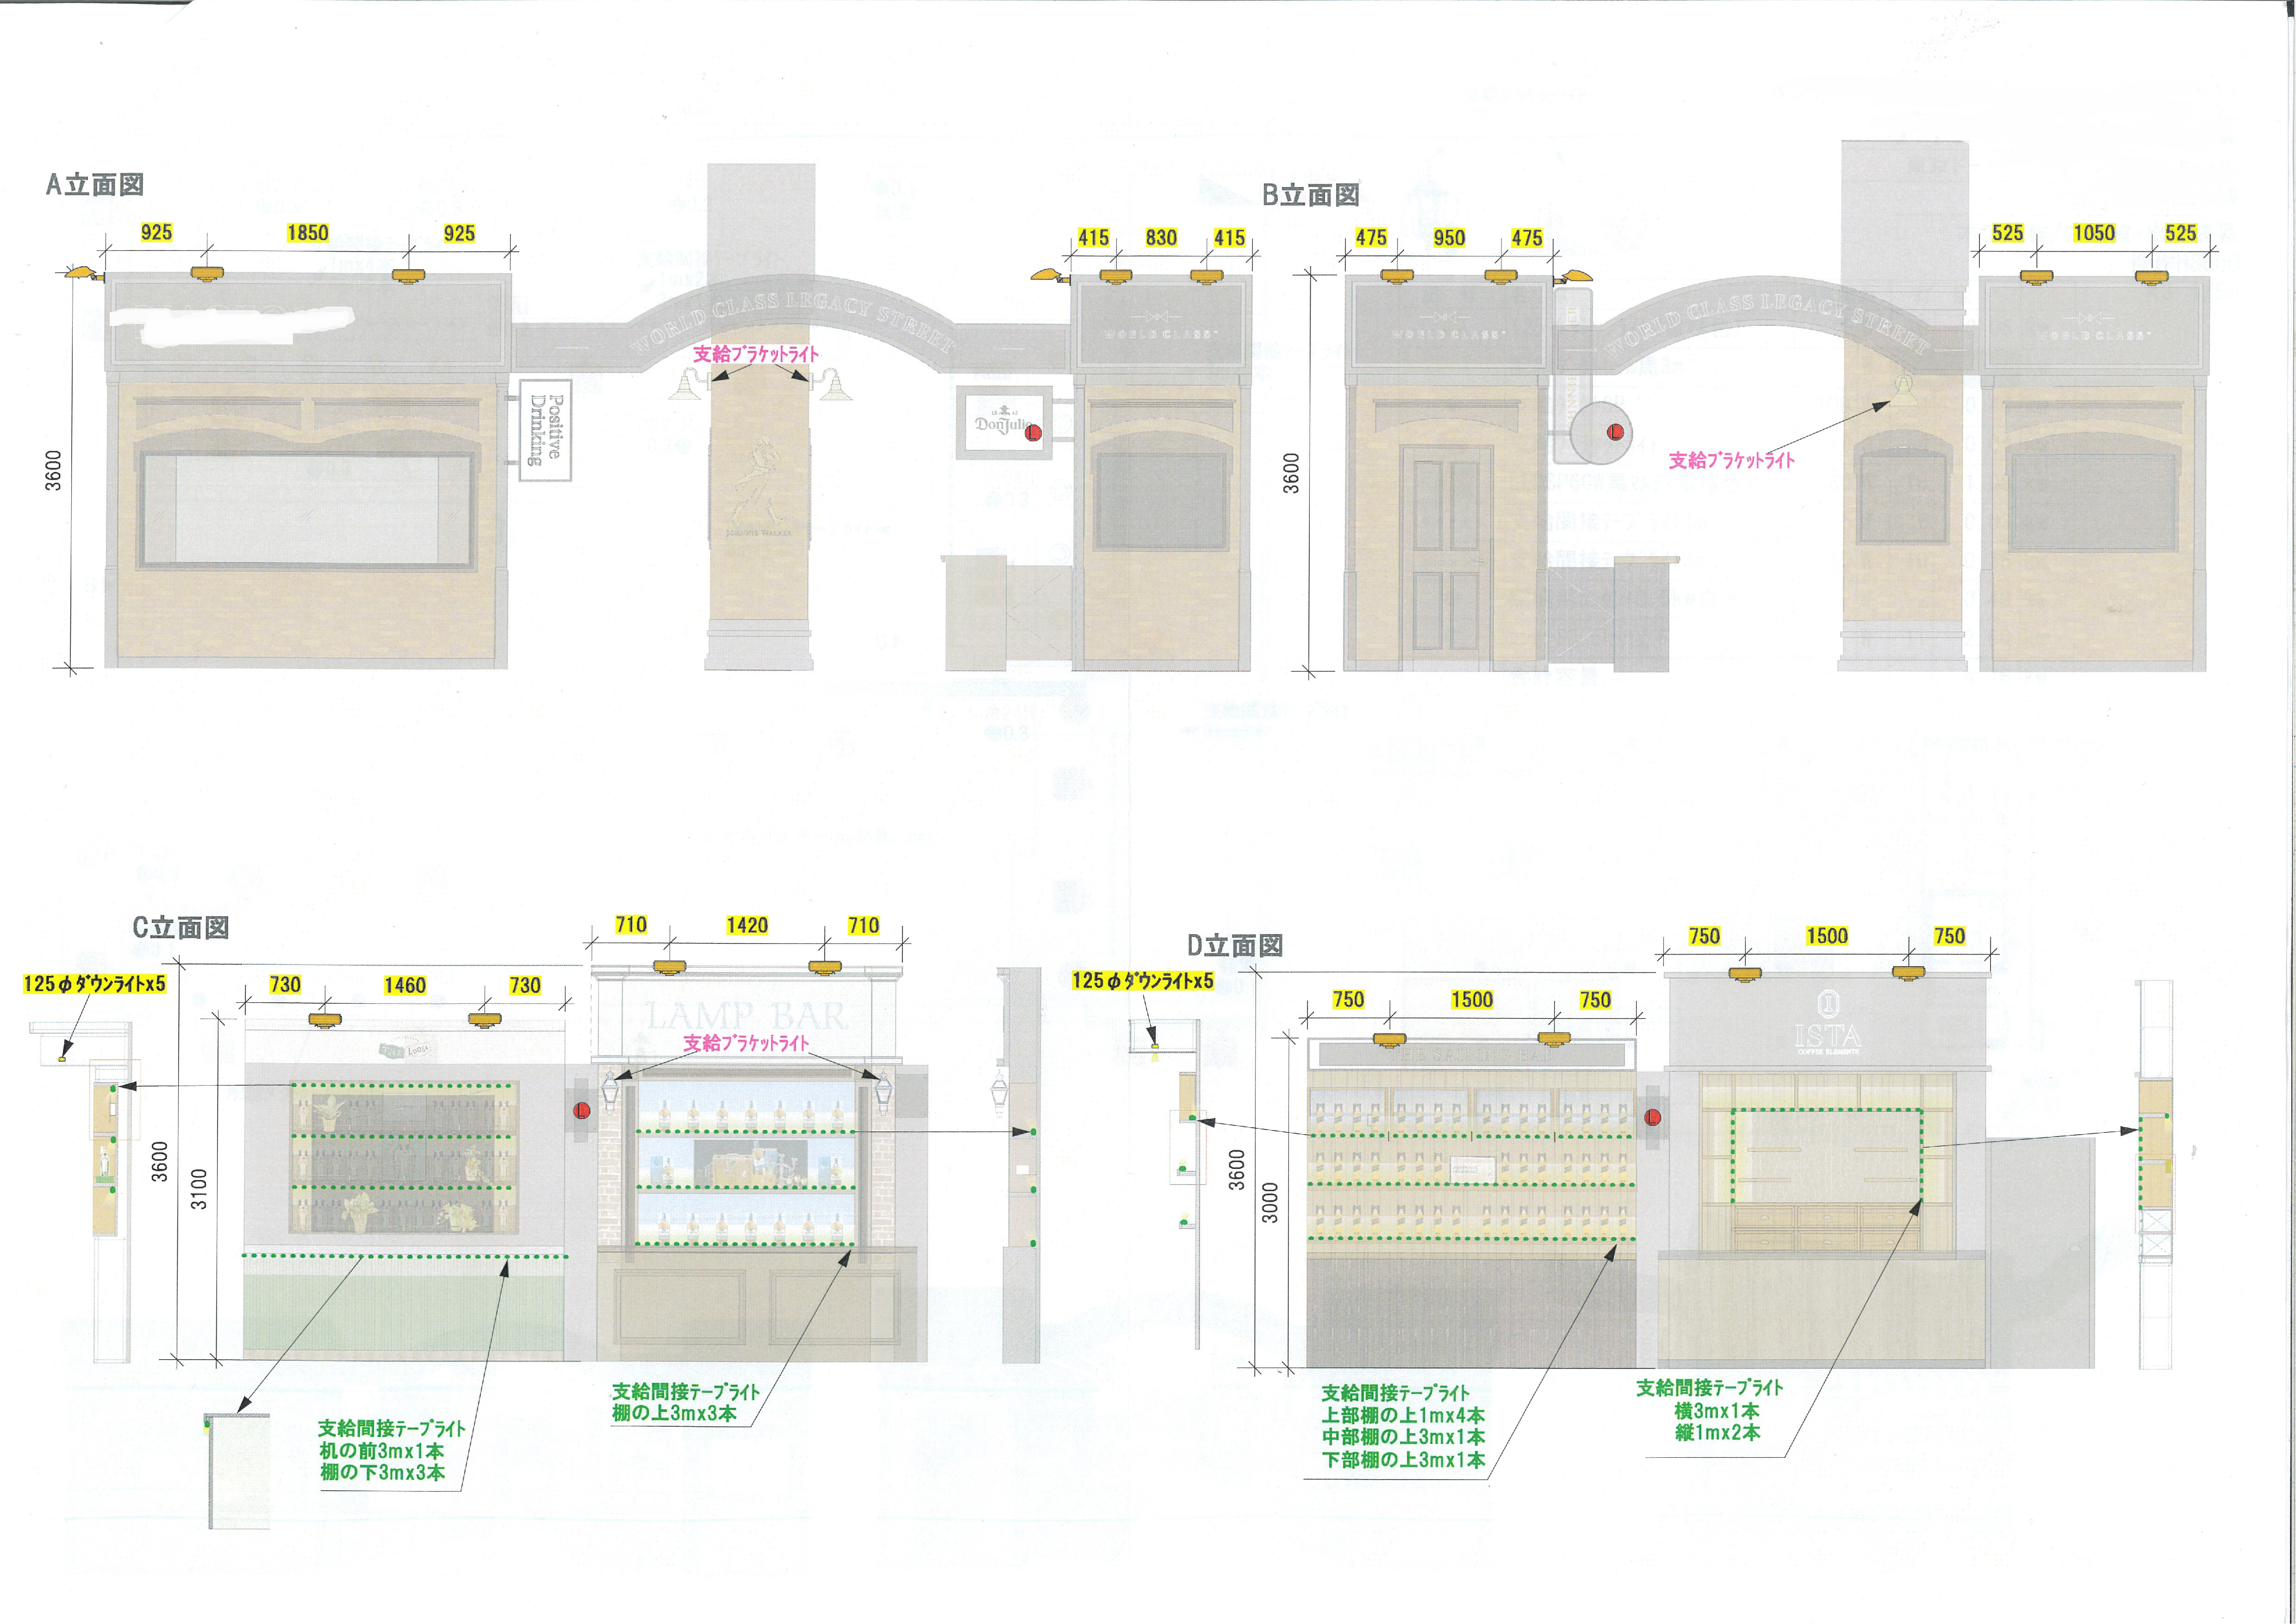 A立面図
925
1850
925
415
830
415
3600
WORLD CLASS LEGACY STREET
WORLD CLASS
支給ブラケットライト
Positive
Drinking
DonJulio
L
JOHNNIE WALKER
B立面図
475
950
475
525
1050
525
3600
WORLD CLASS
WORLD CLASS LEGACY STREET
WORLD CLASS
L
支給ブラケットライト
C立面図
125φダウンライトx5
730
1460
730
710
1420
710
3600
3100
LAMP BAR
支給ブラケットライト
L
支給間接テープライト
机の前3mx1本
棚の下3mx3本
支給間接テープライト
棚の上3mx3本
D立面図
125φダウンライトx5
750
1500
750
750
1500
750
3600
3000
ISTA
COFFEE ELEMENTS
L
支給間接テープライト
上部棚の上1mx4本
中部棚の上3mx1本
下部棚の上3mx1本
支給間接テープライト
横3mx1本
縦1mx2本